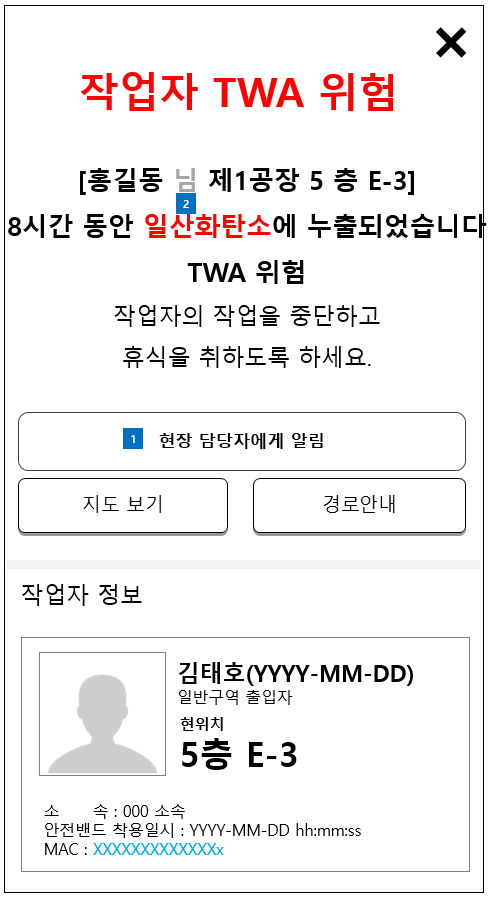 작업자 TWA 위험
[홍길동 님 제1공장 5 층 E-3]
2
8시간 동안 일산화탄소에 누출되었습니다
TWA 위험
작업자의 작업을 중단하고
휴식을 취하도록 하세요.
1 현장 담당자에게 알림
지도 보기
경로안내
작업자 정보
김태호(YYYY-MM-DD)
일반구역 출입자
현위치
5층 E-3
소 속 : 000 소속
안전밴드 착용일시 : YYYY-MM-DD hh:mm:ss
MAC : XXXXXXXXXXXXXx